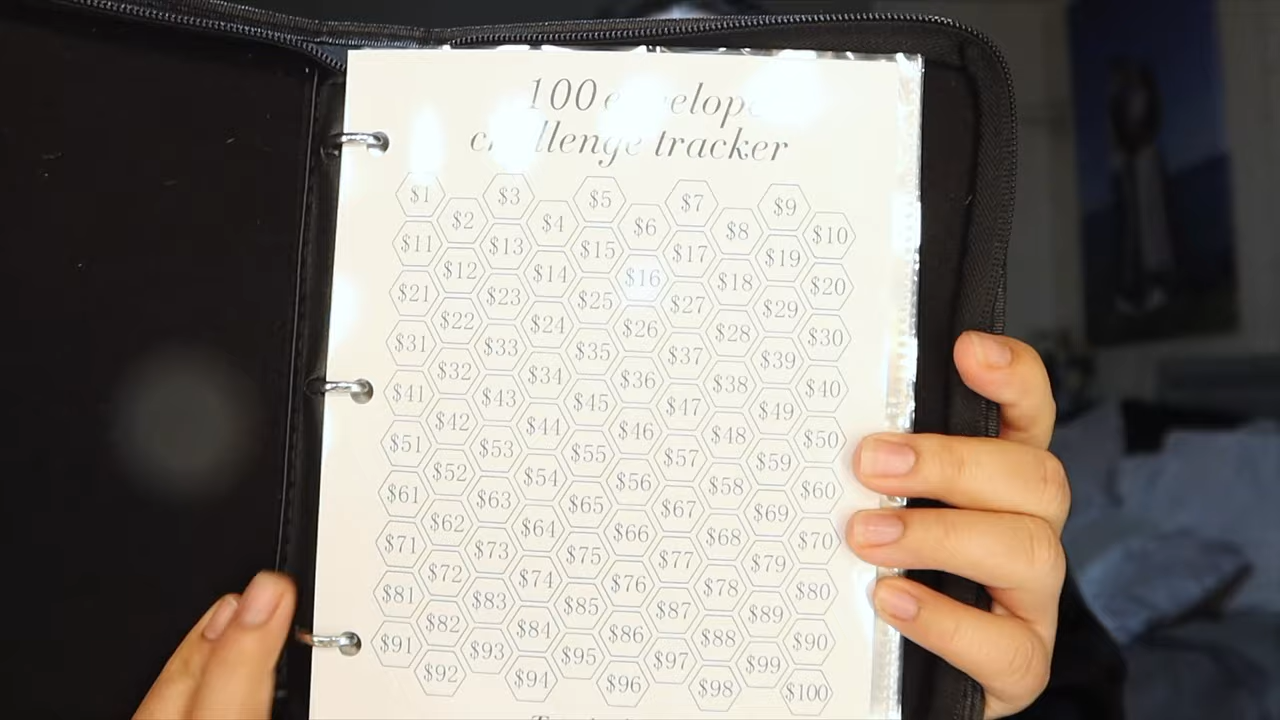 100 envelope
challenge tracker
$1 $3 $5 $7 $9
$2 $4 $6 $8 $10
$11 $13 $15 $17 $19
$12 $14 $16 $18 $20
$21 $23 $25 $27 $29
$22 $24 $26 $28 $30
$31 $33 $35 $37 $39
$32 $34 $36 $38 $40
$41 $43 $45 $47 $49
$42 $44 $46 $48 $50
$51 $53 $55 $57 $59
$52 $54 $56 $58 $60
$61 $63 $65 $67 $69
$62 $64 $66 $68 $70
$71 $73 $75 $77 $79
$72 $74 $76 $78 $80
$81 $83 $85 $87 $89
$82 $84 $86 $88 $90
$91 $93 $95 $97 $99
$92 $94 $96 $98 $100